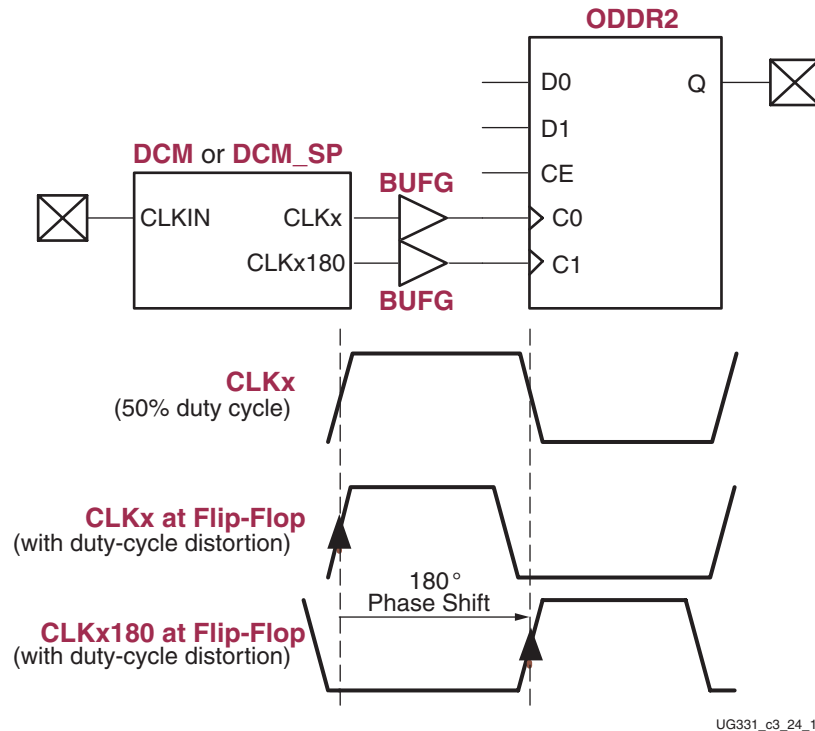 ODDR2
D0
Q
D1
DCM or DCM_SP
CE
BUFG
CLKIN
CLKx
C0
CLKx180
C1
BUFG
CLKx
(50% duty cycle)
CLKx at Flip-Flop
(with duty-cycle distortion)
180°
Phase Shift
CLKx180 at Flip-Flop
(with duty-cycle distortion)
UG331_c3_24_1